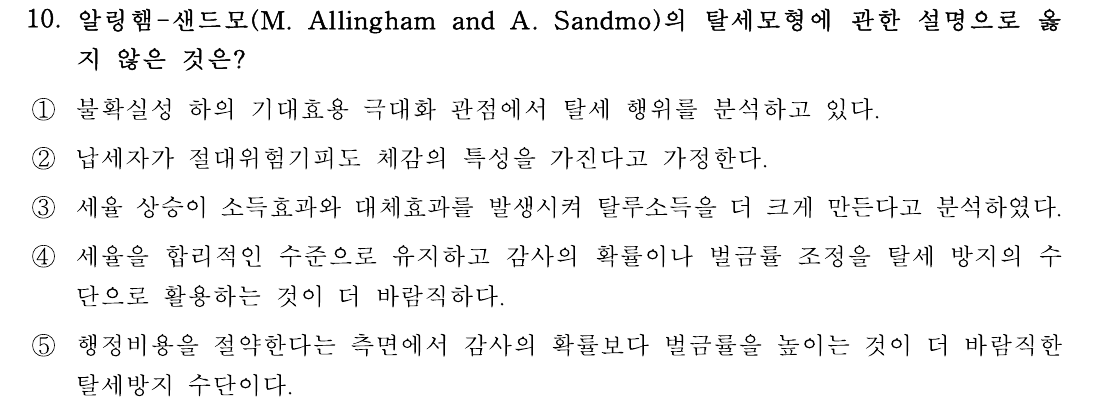 10. 알링햄-샌드모(M. Allingham and A. Sandmo)의 탈세모형에 관한 설명으로 옳
지 않은 것은?
① 불확실성 하의 기대효용 극대화 관점에서 탈세 행위를 분석하고 있다.
② 납세자가 절대위험기피도 체감의 특성을 가진다고 가정한다.
③ 세율 상승이 소득효과와 대체효과를 발생시켜 탈루소득을 더 크게 만든다고 분석하였다.
④ 세율을 합리적인 수준으로 유지하고 감사의 확률이나 벌금률 조정을 탈세 방지의 수
단으로 활용하는 것이 더 바람직하다.
⑤ 행정비용을 절약한다는 측면에서 감사의 확률보다 벌금률을 높이는 것이 더 바람직한
탈세방지 수단이다.